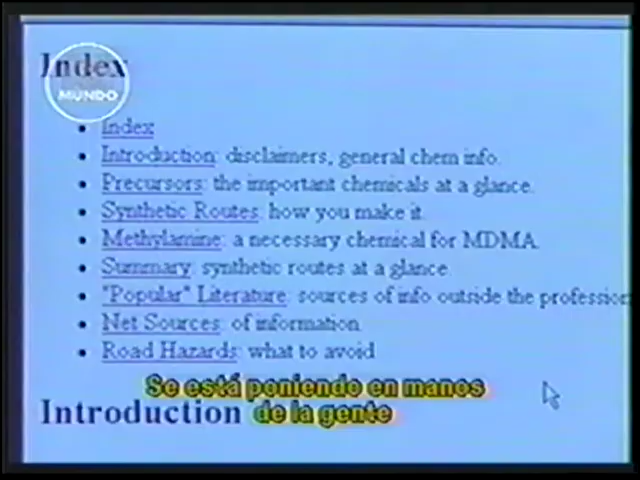 Index
MUNDO
Index
Introduction: disclaimers, general chem info.
Precursors: the important chemicals at a glance.
Synthetic Routes: how you make it.
Methylamine: a necessary chemical for MDMA.
Summary: synthetic routes at a glance.
"Popular" Literature: sources of info outside the profession
Net Sources: of information.
Road Hazards: what to avoid
Se está poniendo en manos
Introduction de la gente